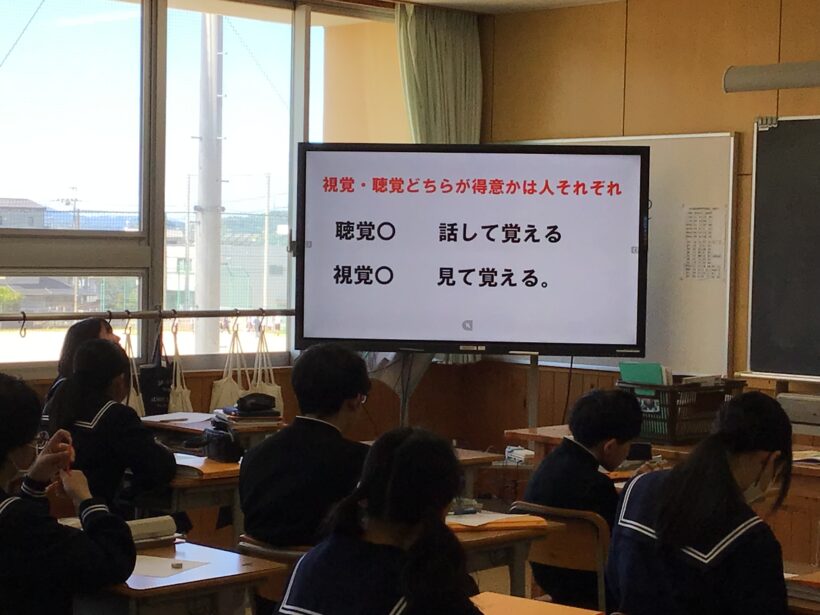 視覚・聴覚どちらが得意かは人それぞれ
聴覚〇 話して覚える
視覚〇 見て覚える。